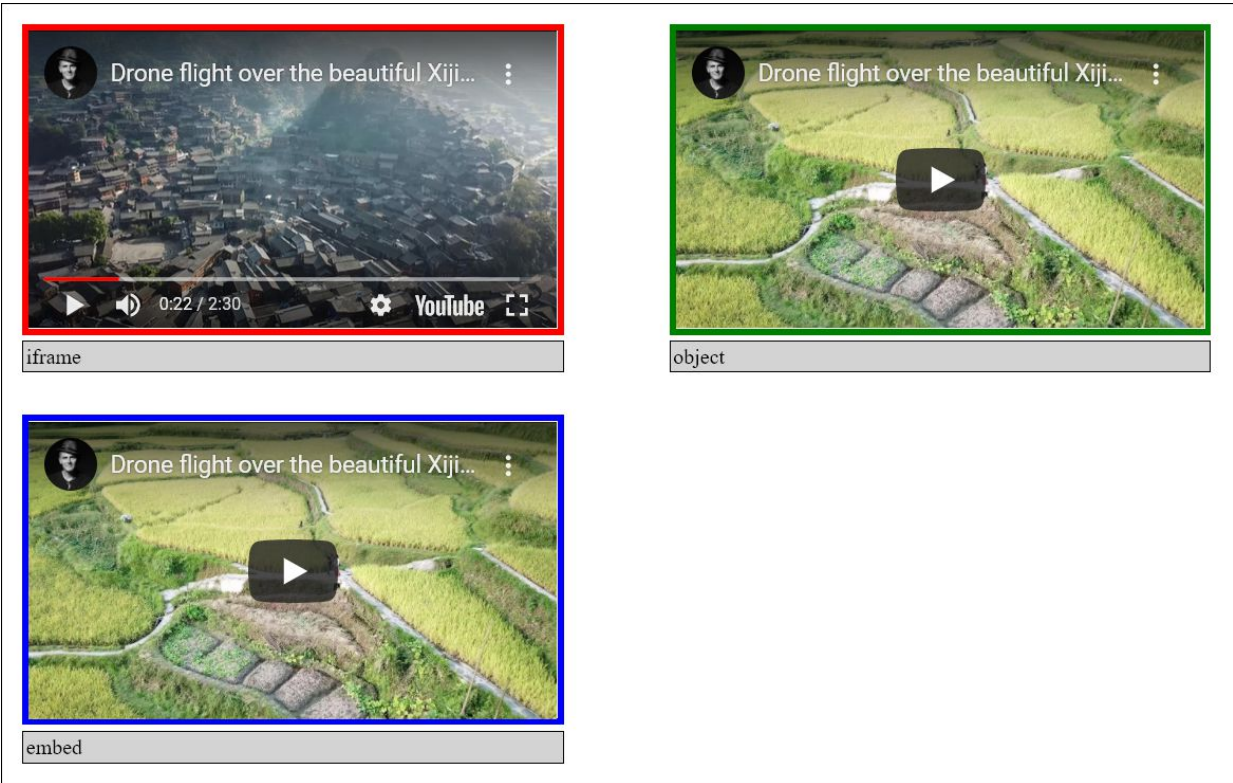 Drone flight over the beautiful Xiji...
0:22 / 2:30
YouTube
iframe
Drone flight over the beautiful Xiji...
object
Drone flight over the beautiful Xiji...
embed